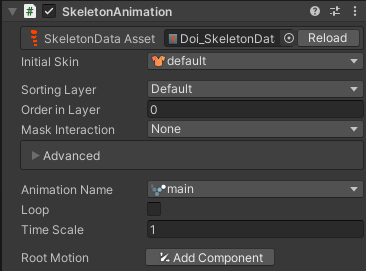 SkeletonAnimation
SkeletonData Asset Doi_SkeletonData Reload
Initial Skin default
Sorting Layer Default
Order in Layer 0
Mask Interaction None
Advanced
Animation Name main
Loop
Time Scale 1
Root Motion Add Component